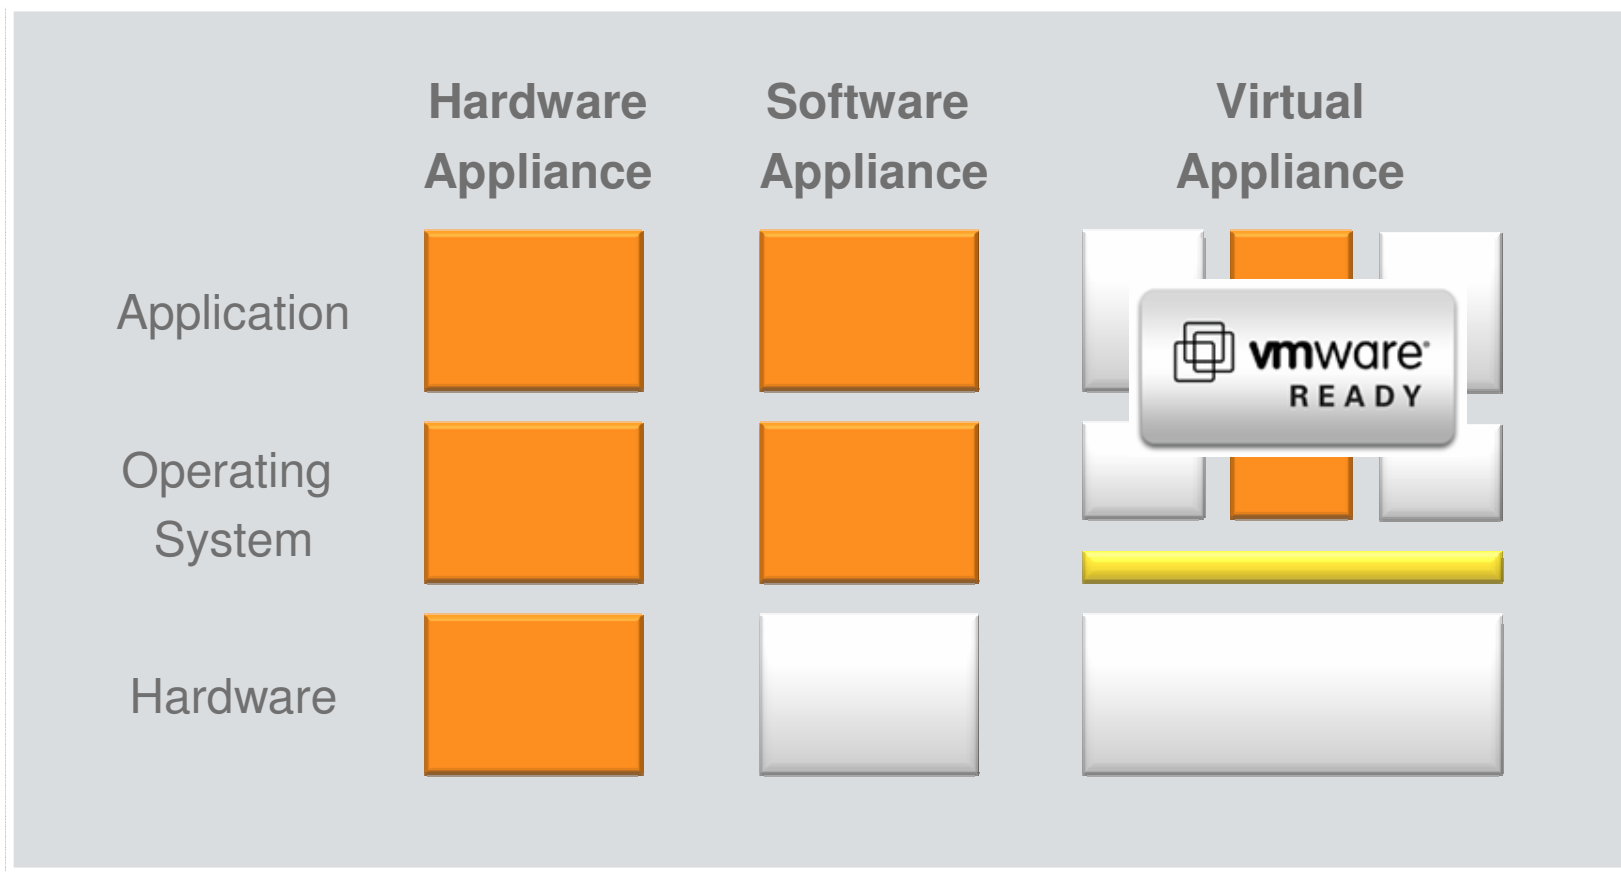 Hardware Appliance
Software Appliance
Virtual Appliance
Application
vmware®
READY
Operating
System
Hardware